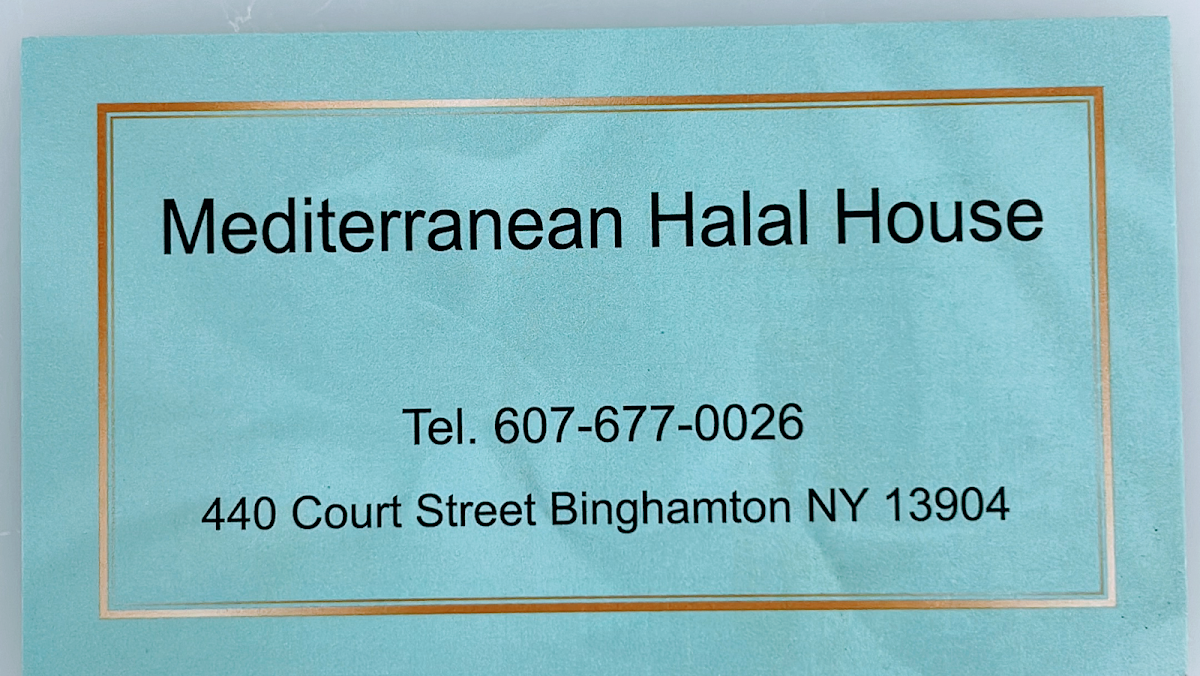 Mediterranean Halal House
Tel. 607-677-0026
440 Court Street Binghamton NY 13904